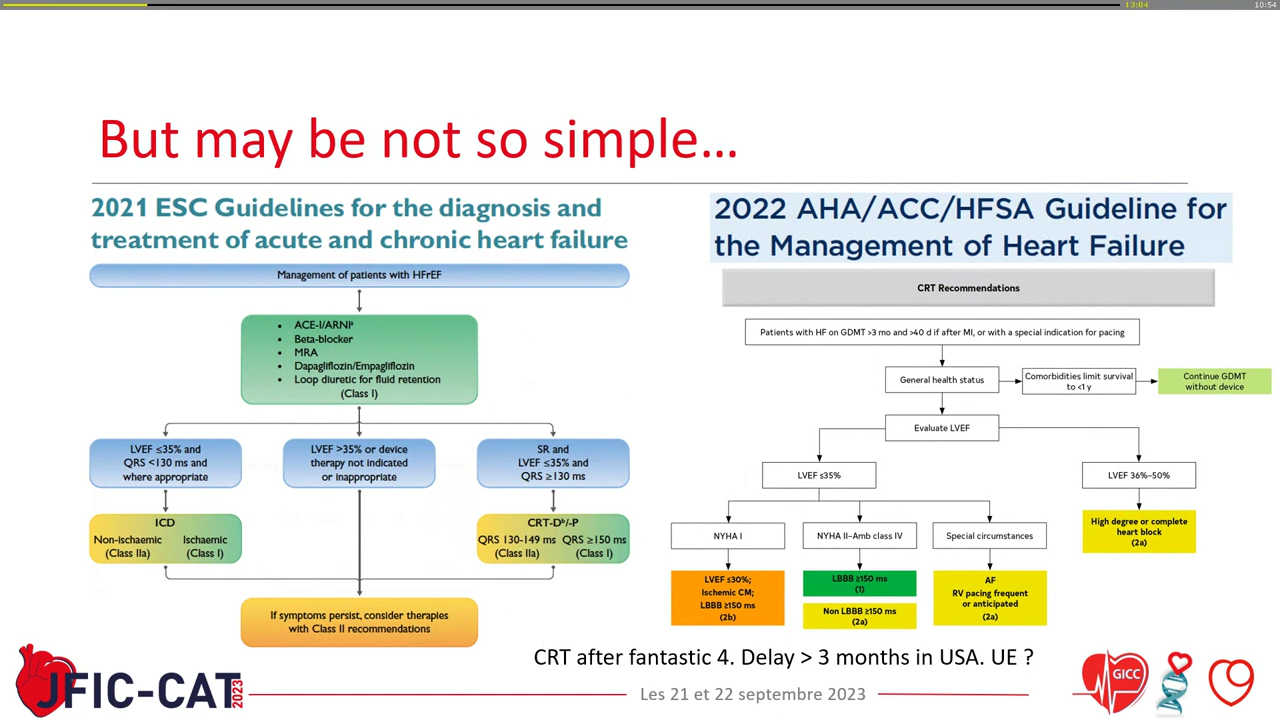 13:04
10:54
But may be not so simple...
2021 ESC Guidelines for the diagnosis and
treatment of acute and chronic heart failure
Management of patients with HFrEF
• ACE-I/ARNIᵃ
• Beta-blocker
• MRA
• Dapagliflozin/Empagliflozin
• Loop diuretic for fluid retention
(Class I)
LVEF ≤35% and
QRS <130 ms and
where appropriate
LVEF >35% or device
therapy not indicated
or inappropriate
SR and
LVEF ≤35% and
QRS ≥130 ms
ICD
Non-ischaemic Ischaemic
(Class IIa) (Class I)
CRT-Dᵇ/-P
QRS 130-149 ms QRS ≥150 ms
(Class IIa) (Class I)
If symptoms persist, consider therapies
with Class II recommendations
2022 AHA/ACC/HFSA Guideline for
the Management of Heart Failure
CRT Recommendations
Patients with HF on GDMT >3 mo and >40 d if after MI, or with a special indication for pacing
General health status
Comorbidities limit survival
to <1 y
Continue GDMT
without device
Evaluate LVEF
LVEF ≤35%
LVEF 36%–50%
NYHA I
NYHA II–Amb class IV
Special circumstances
High degree or complete
heart block
(2a)
LVEF ≤30%;
Ischemic CM;
LBBB ≥150 ms
(2b)
LBBB ≥150 ms
(1)
Non LBBB ≥150 ms
(2a)
AF
RV pacing frequent
or anticipated
(2a)
CRT after fantastic 4. Delay > 3 months in USA. UE ?
JFIC-CAT
2023
Les 21 et 22 septembre 2023
GICC